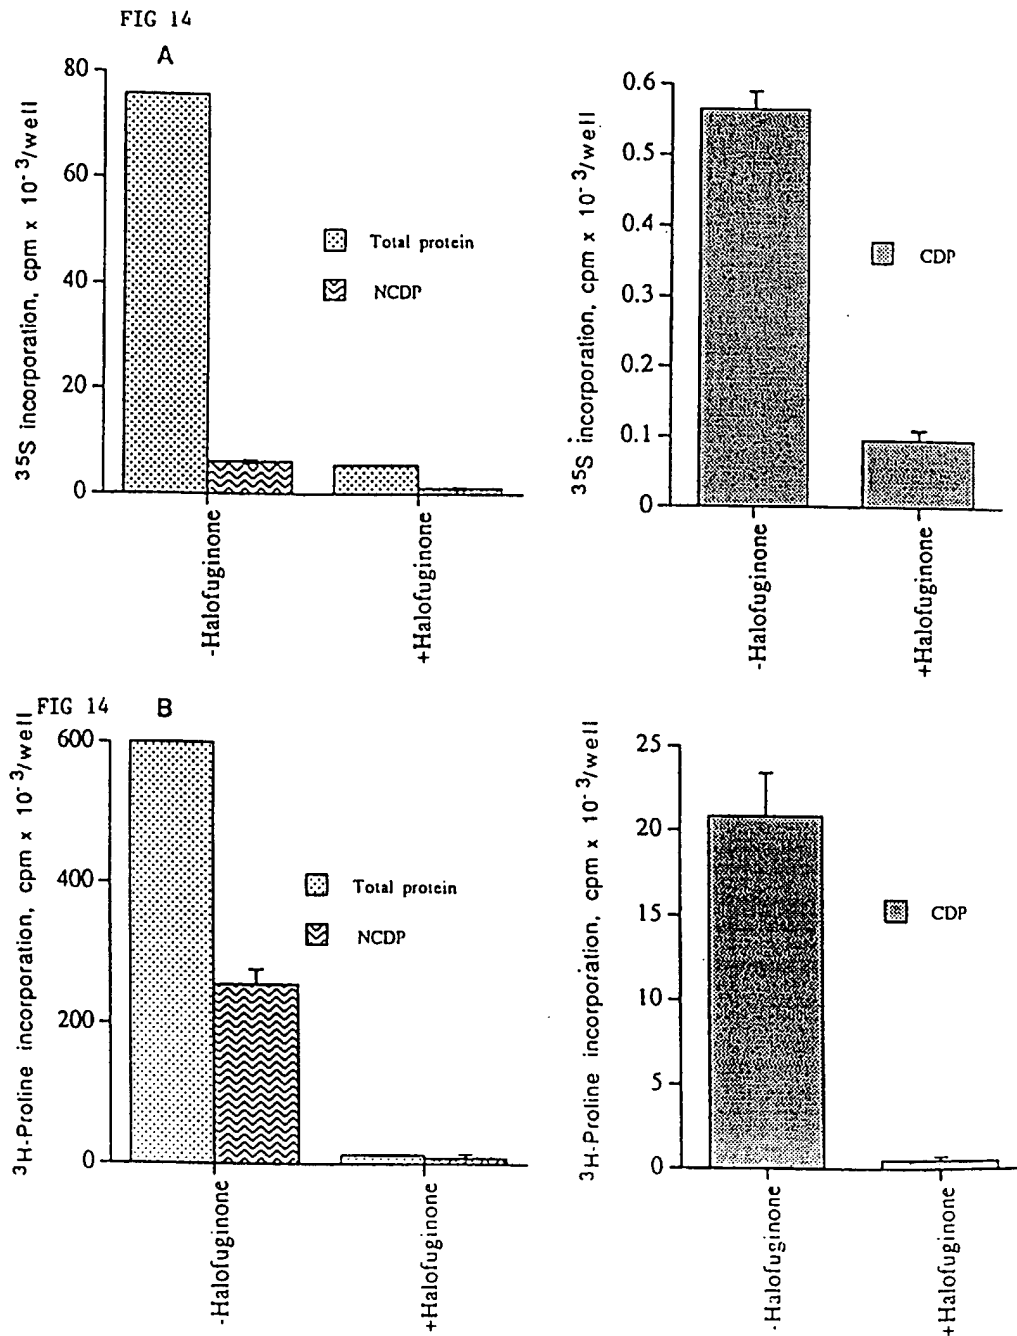 FIG 14
A
80
60
40
20
0
³⁵S incorporation, cpm x 10⁻³/well
Total protein
NCDP
-Halofuginone
+Halofuginone
0.6
0.5
0.4
0.3
0.2
0.1
0
³⁵S incorporation, cpm x 10⁻³/well
CDP
-Halofuginone
+Halofuginone
FIG 14
B
600
400
200
0
³H-Proline incorporation, cpm x 10⁻³/well
Total protein
NCDP
-Halofuginone
+Halofuginone
25
20
15
10
5
0
³H-Proline incorporation, cpm x 10⁻³/well
CDP
-Halofuginone
+Halofuginone